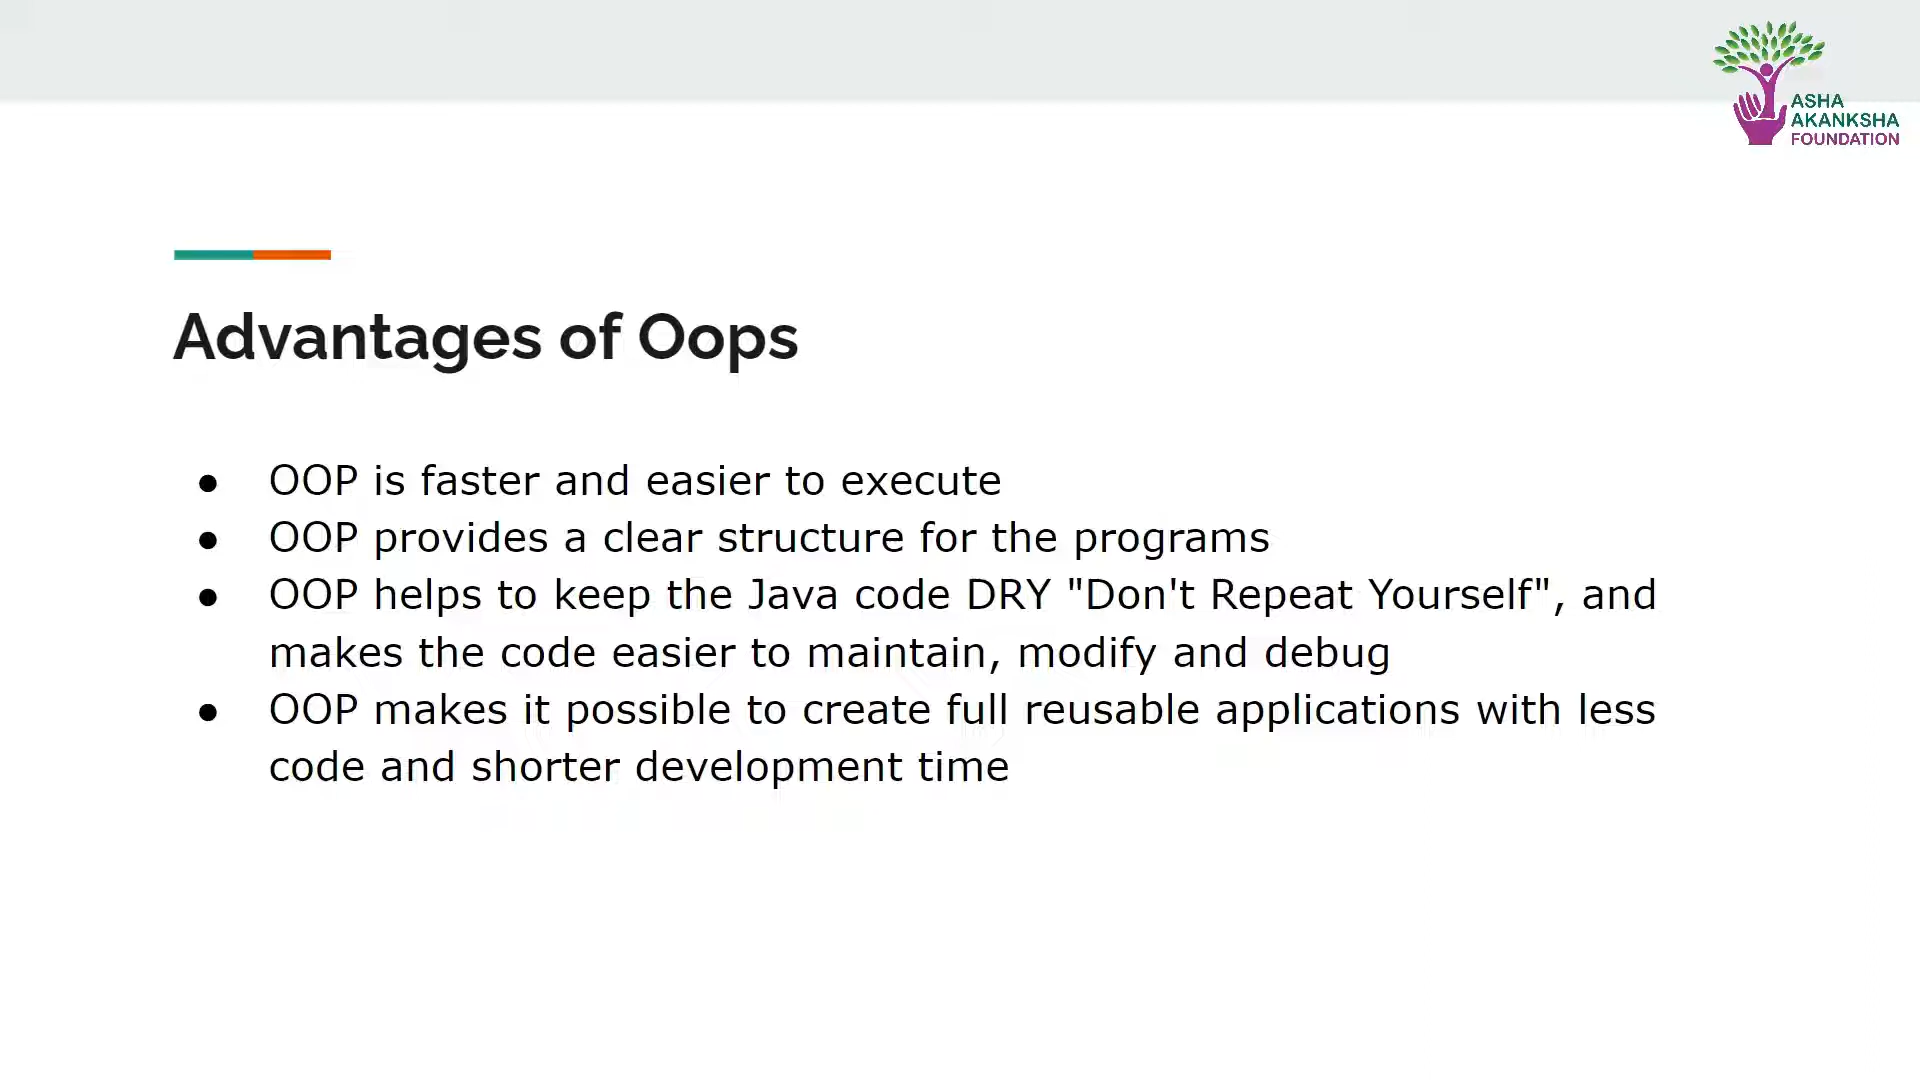 ASHA
AKANKSHA
FOUNDATION
Advantages of Oops
● OOP is faster and easier to execute
● OOP provides a clear structure for the programs
● OOP helps to keep the Java code DRY "Don't Repeat Yourself", and
makes the code easier to maintain, modify and debug
● OOP makes it possible to create full reusable applications with less
code and shorter development time